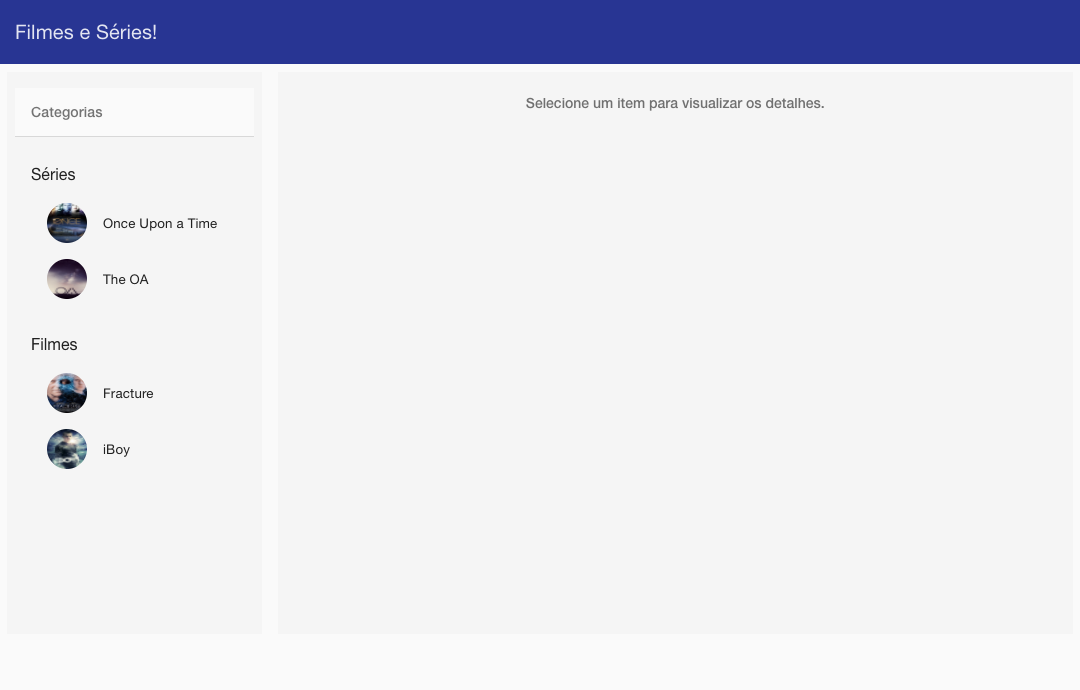 Filmes e Séries!
Categorias
Selecione um item para visualizar os detalhes.
Séries
Once Upon a Time
The OA
Filmes
Fracture
iBoy